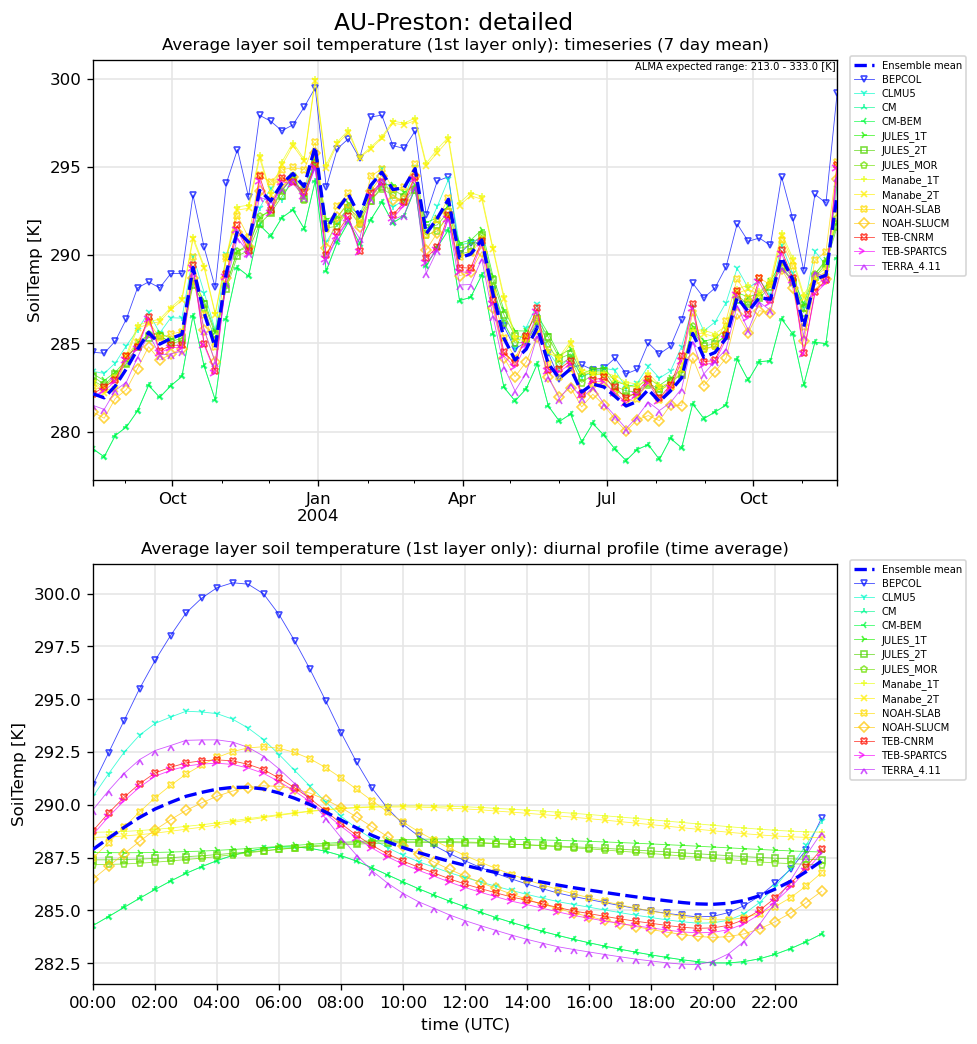 AU-Preston: detailed
Average layer soil temperature (1st layer only): timeseries (7 day mean)
ALMA expected range: 213.0 - 333.0 [K]
SoilTemp [K]
300
295
290
285
280
Oct
Jan
2004
Apr
Jul
Oct
Ensemble mean
BEPCOL
CLMU5
CM
CM-BEM
JULES_1T
JULES_2T
JULES_MOR
Manabe_1T
Manabe_2T
NOAH-SLAB
NOAH-SLUCM
TEB-CNRM
TEB-SPARTCS
TERRA_4.11
Average layer soil temperature (1st layer only): diurnal profile (time average)
SoilTemp [K]
300.0
297.5
295.0
292.5
290.0
287.5
285.0
282.5
00:00
02:00
04:00
06:00
08:00
10:00
12:00
14:00
16:00
18:00
20:00
22:00
time (UTC)
Ensemble mean
BEPCOL
CLMU5
CM
CM-BEM
JULES_1T
JULES_2T
JULES_MOR
Manabe_1T
Manabe_2T
NOAH-SLAB
NOAH-SLUCM
TEB-CNRM
TEB-SPARTCS
TERRA_4.11